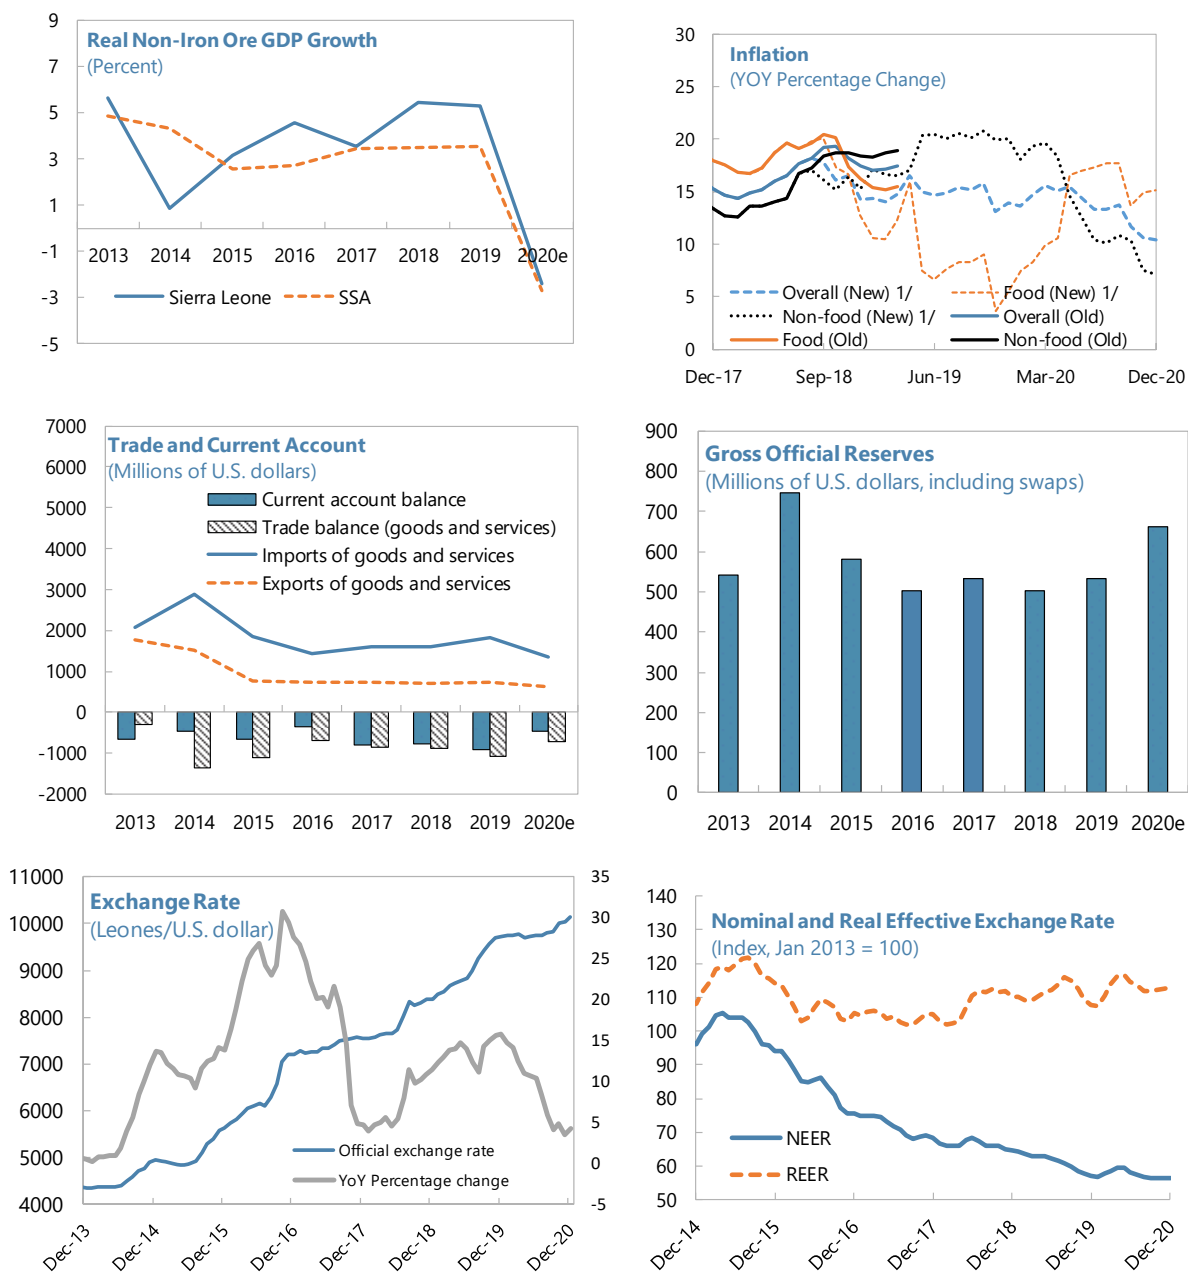 Real Non-Iron Ore GDP Growth
(Percent)
9
7
5
3
1
-1
-3
-5
2013 2014 2015 2016 2017 2018 2019 2020e
Sierra Leone SSA
Inflation
(YOY Percentage Change)
30
25
20
15
10
5
0
Overall (New) 1/ Food (New) 1/
Non-food (New) 1/ Overall (Old)
Food (Old) Non-food (Old)
Dec-17 Sep-18 Jun-19 Mar-20 Dec-20
Trade and Current Account
(Millions of U.S. dollars)
7000
6000
5000
4000
3000
2000
1000
0
-1000
-2000
Current account balance
Trade balance (goods and services)
Imports of goods and services
Exports of goods and services
2013 2014 2015 2016 2017 2018 2019 2020e
Gross Official Reserves
(Millions of U.S. dollars, including swaps)
900
800
700
600
500
400
300
200
100
0
2013 2014 2015 2016 2017 2018 2019 2020e
Exchange Rate
(Leones/U.S. dollar)
11000
10000
9000
8000
7000
6000
5000
4000
35
30
25
20
15
10
5
0
-5
Official exchange rate
YoY Percentage change
Dec-13 Dec-14 Dec-15 Dec-16 Dec-17 Dec-18 Dec-19 Dec-20
Nominal and Real Effective Exchange Rate
(Index, Jan 2013 = 100)
140
130
120
110
100
90
80
70
60
50
NEER
REER
Dec-14 Dec-15 Dec-16 Dec-17 Dec-18 Dec-19 Dec-20